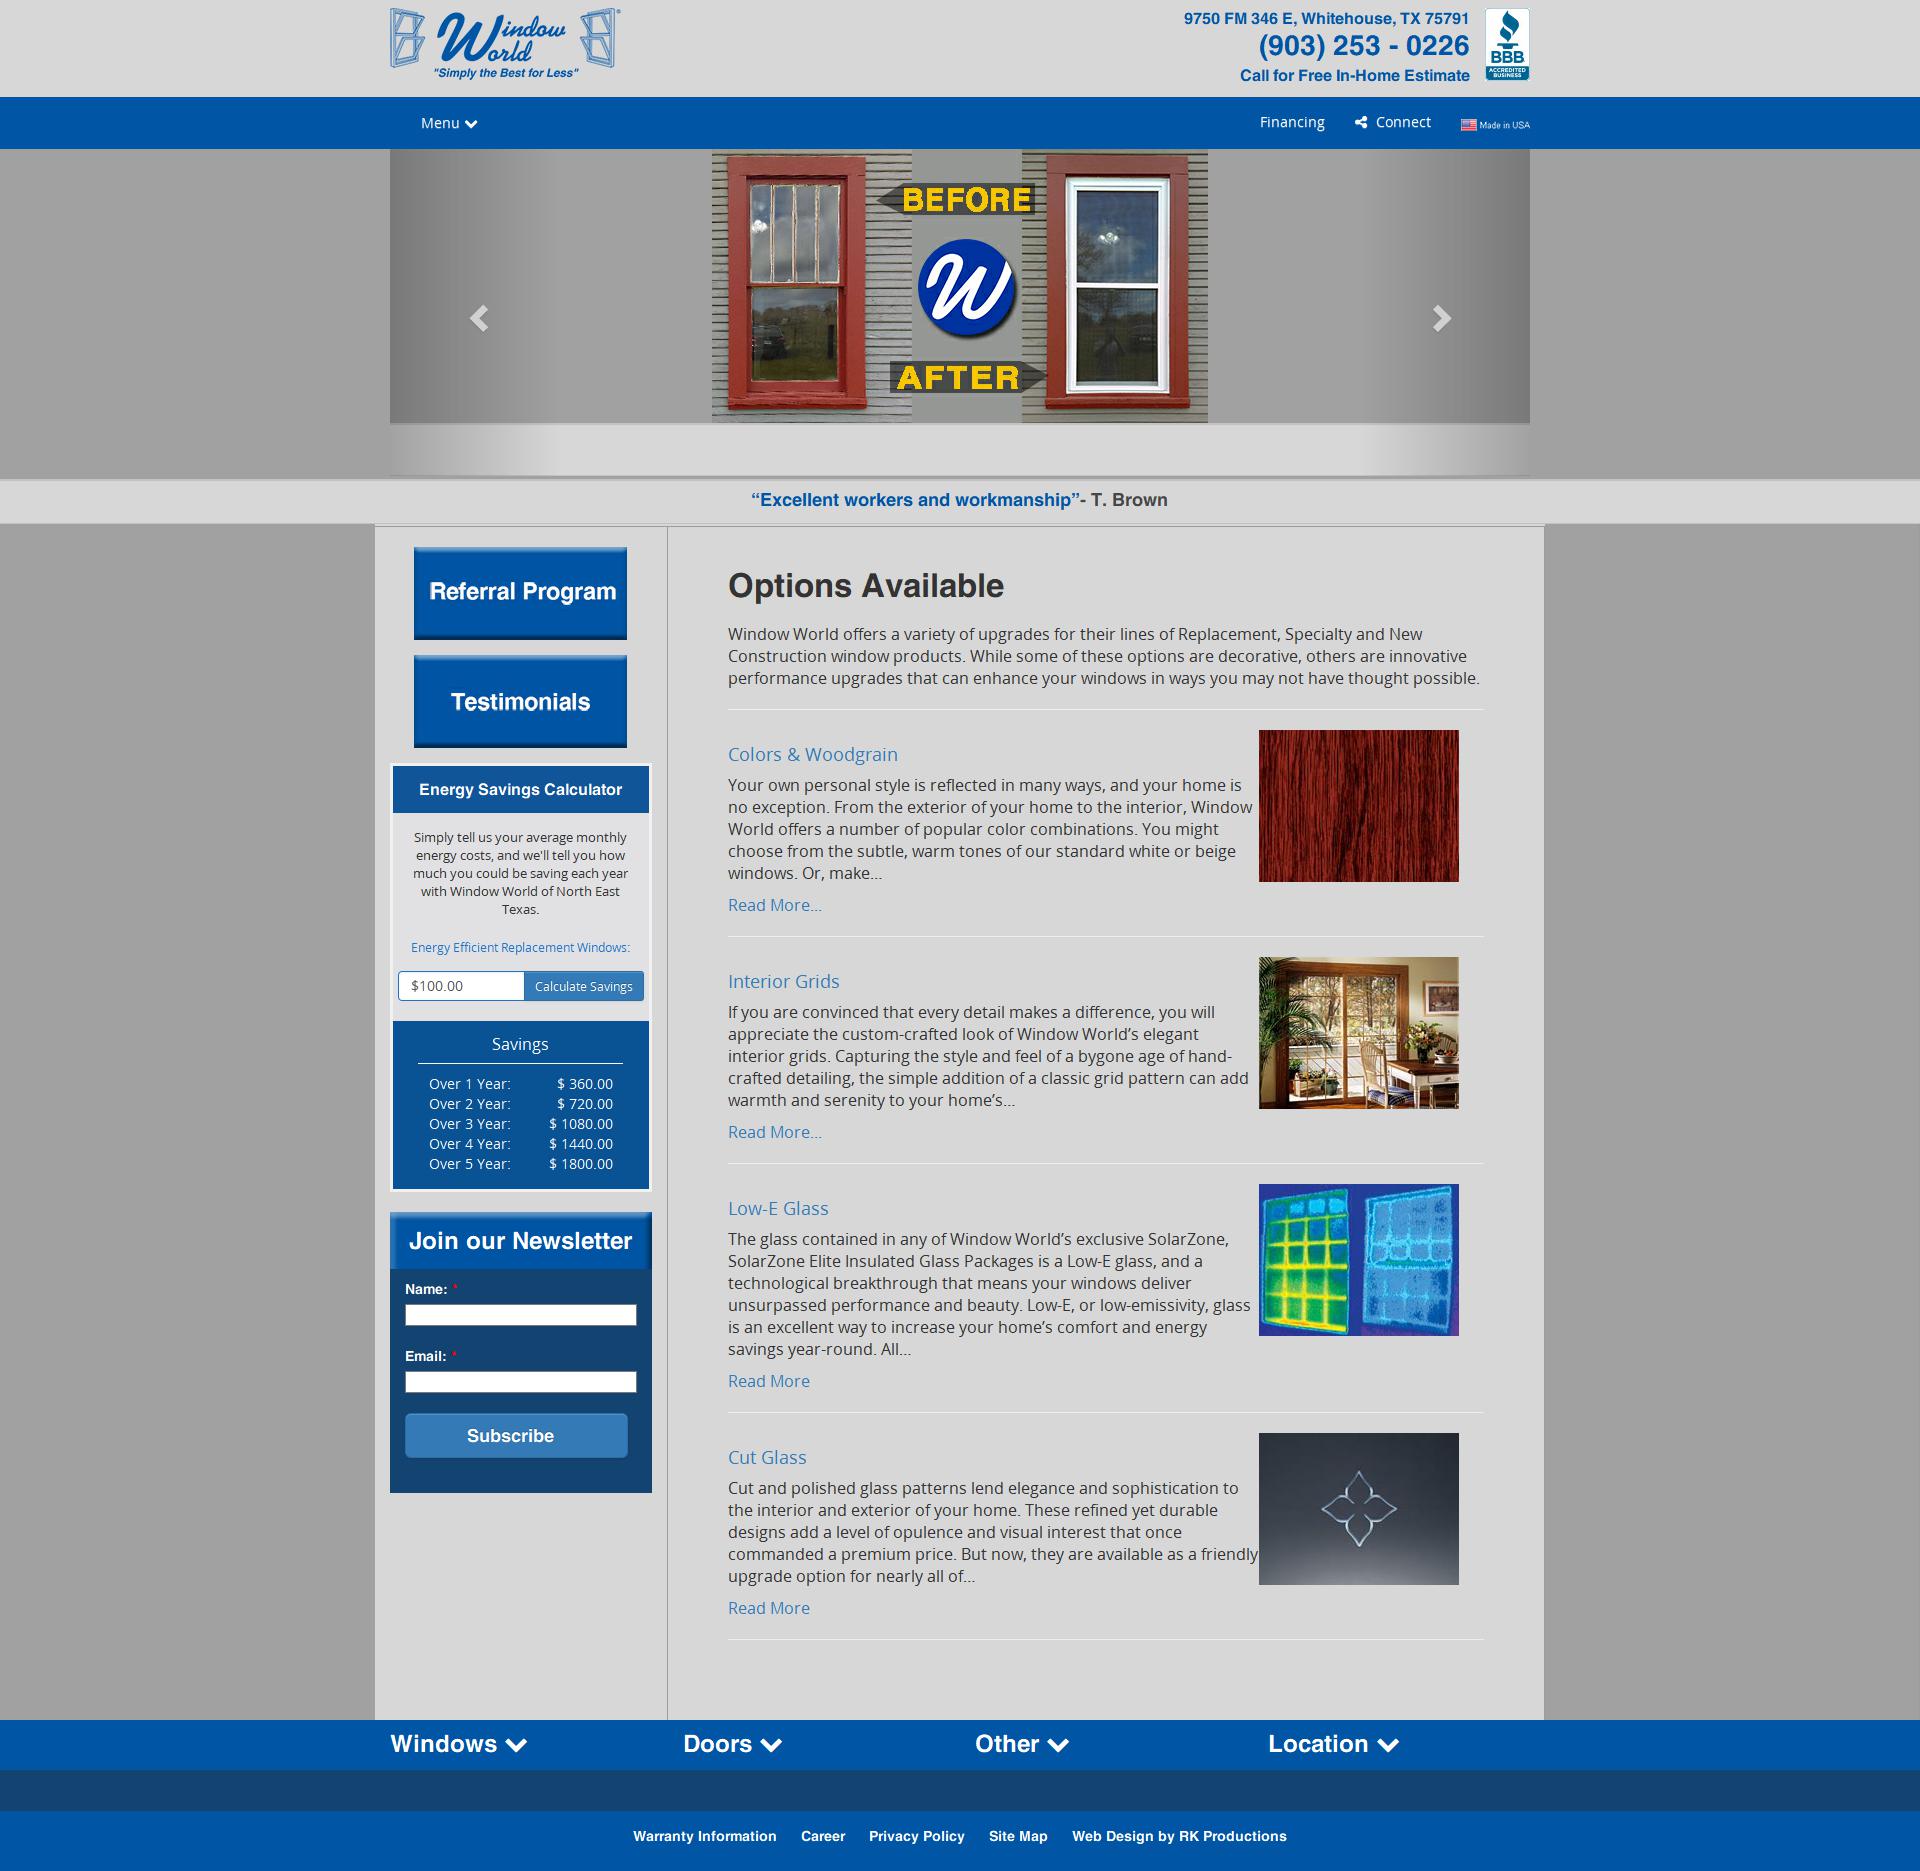 Window World®
"Simply the Best for Less"
9750 FM 346 E, Whitehouse, TX 75791
(903) 253 - 0226
Call for Free In-Home Estimate
BBB
ACCREDITED
BUSINESS
Menu
Financing
Connect
Made in USA
BEFORE
W
AFTER
“Excellent workers and workmanship”- T. Brown
Referral Program
Testimonials
Energy Savings Calculator
Simply tell us your average monthly
energy costs, and we'll tell you how
much you could be saving each year
with Window World of North East
Texas.
Energy Efficient Replacement Windows:
$100.00
Calculate Savings
Savings
Over 1 Year: $ 360.00
Over 2 Year: $ 720.00
Over 3 Year: $ 1080.00
Over 4 Year: $ 1440.00
Over 5 Year: $ 1800.00
Join our Newsletter
Name: *
Email: *
Subscribe
Options Available
Window World offers a variety of upgrades for their lines of Replacement, Specialty and New
Construction window products. While some of these options are decorative, others are innovative
performance upgrades that can enhance your windows in ways you may not have thought possible.
Colors & Woodgrain
Your own personal style is reflected in many ways, and your home is
no exception. From the exterior of your home to the interior, Window
World offers a number of popular color combinations. You might
choose from the subtle, warm tones of our standard white or beige
windows. Or, make...
Read More...
Interior Grids
If you are convinced that every detail makes a difference, you will
appreciate the custom-crafted look of Window World’s elegant
interior grids. Capturing the style and feel of a bygone age of hand-
crafted detailing, the simple addition of a classic grid pattern can add
warmth and serenity to your home’s...
Read More...
Low-E Glass
The glass contained in any of Window World’s exclusive SolarZone,
SolarZone Elite Insulated Glass Packages is a Low-E glass, and a
technological breakthrough that means your windows deliver
unsurpassed performance and beauty. Low-E, or low-emissivity, glass
is an excellent way to increase your home’s comfort and energy
savings year-round. All...
Read More
Cut Glass
Cut and polished glass patterns lend elegance and sophistication to
the interior and exterior of your home. These refined yet durable
designs add a level of opulence and visual interest that once
commanded a premium price. But now, they are available as a friendly
upgrade option for nearly all of...
Read More
Windows
Doors
Other
Location
Warranty Information
Career
Privacy Policy
Site Map
Web Design by RK Productions